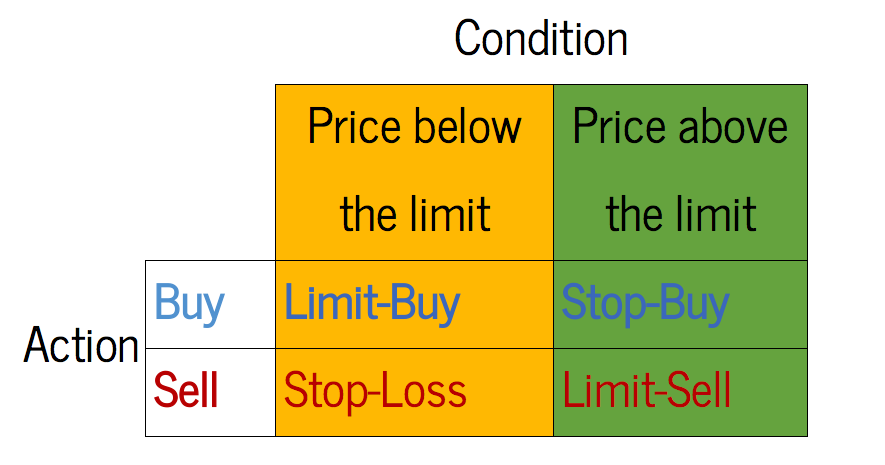 Condition
Price below
the limit
Price above
the limit
Action
Buy
Limit-Buy
Stop-Buy
Sell
Stop-Loss
Limit-Sell